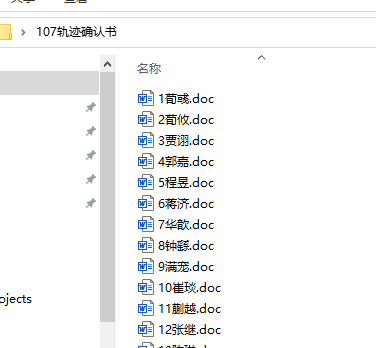 107轨迹确认书
名称
1荀彧.doc
2荀攸.doc
3贾诩.doc
4郭嘉.doc
5程昱.doc
6蒋济.doc
7华歆.doc
8钟繇.doc
9满宠.doc
10崔琰.doc
11蒯越.doc
12张继.doc
ojects